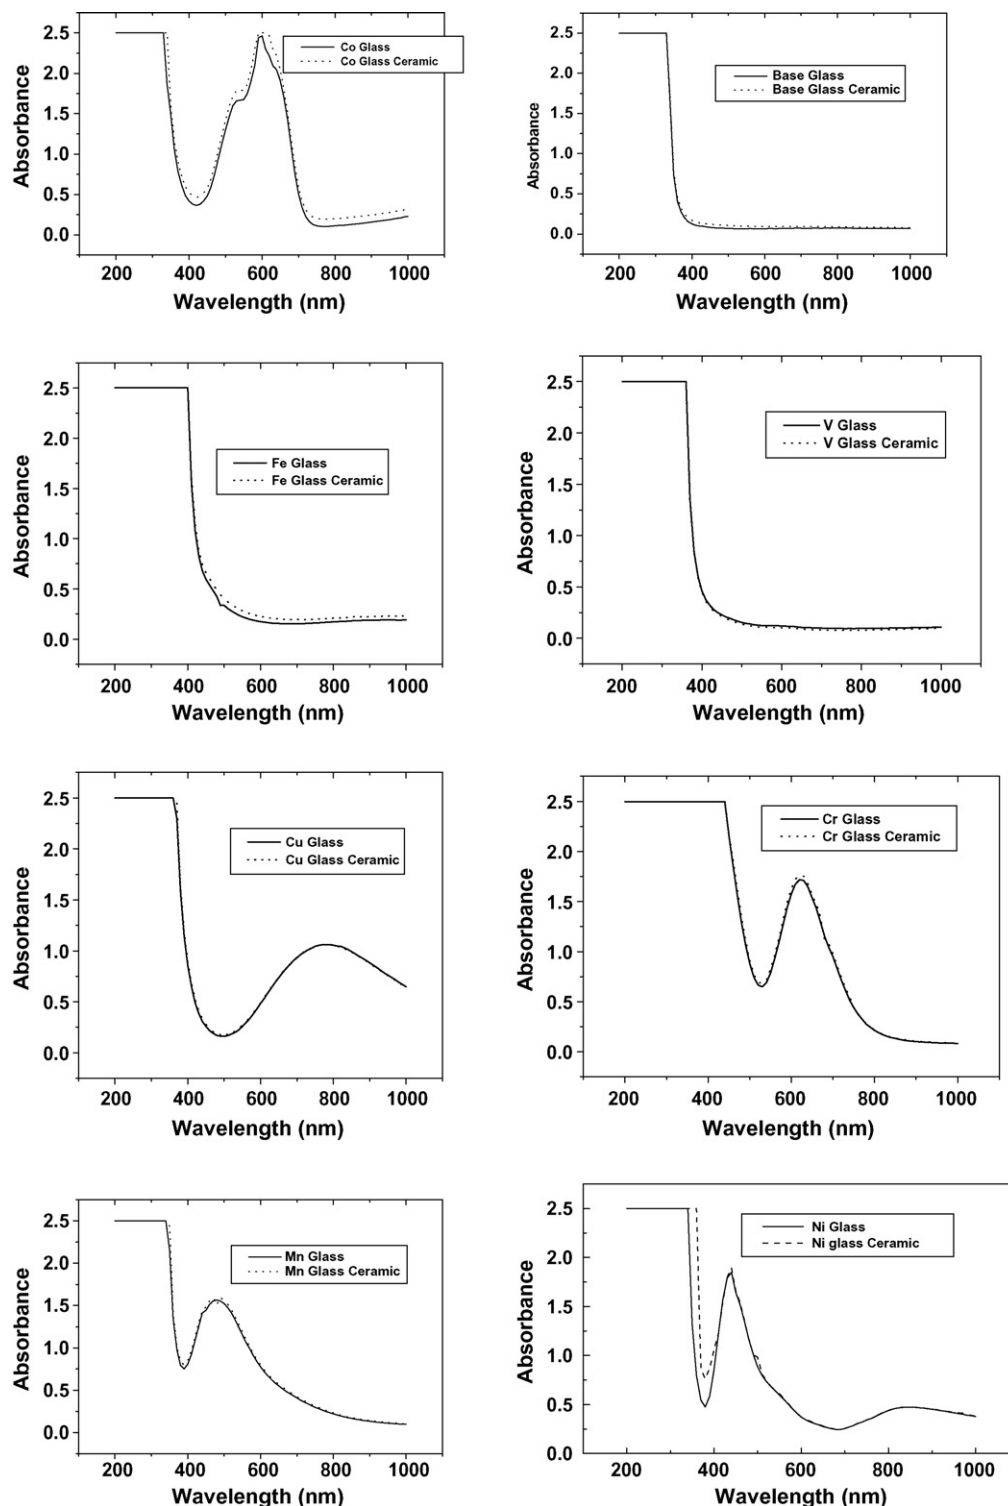 Co Glass
Co Glass Ceramic
2.5
2.0
1.5
1.0
0.5
0.0
Absorbance
200 400 600 800 1000
Wavelength (nm)
Base Glass
Base Glass Ceramic
2.5
2.0
1.5
1.0
0.5
0.0
Absorbance
200 400 600 800 1000
Wavelength (nm)
Fe Glass
Fe Glass Ceramic
2.5
2.0
1.5
1.0
0.5
0.0
Absorbance
200 400 600 800 1000
Wavelength (nm)
V Glass
V Glass Ceramic
2.5
2.0
1.5
1.0
0.5
0.0
Absorbance
200 400 600 800 1000
Wavelength (nm)
Cu Glass
Cu Glass Ceramic
2.5
2.0
1.5
1.0
0.5
0.0
Absorbance
200 400 600 800 1000
Wavelength (nm)
Cr Glass
Cr Glass Ceramic
2.5
2.0
1.5
1.0
0.5
0.0
Absorbance
200 400 600 800 1000
Wavelength (nm)
Mn Glass
Mn Glass Ceramic
2.5
2.0
1.5
1.0
0.5
0.0
Absorbance
200 400 600 800 1000
Wavelength (nm)
Ni Glass
Ni glass Ceramic
2.5
2.0
1.5
1.0
0.5
0.0
Absorbance
200 400 600 800 1000
Wavelength (nm)